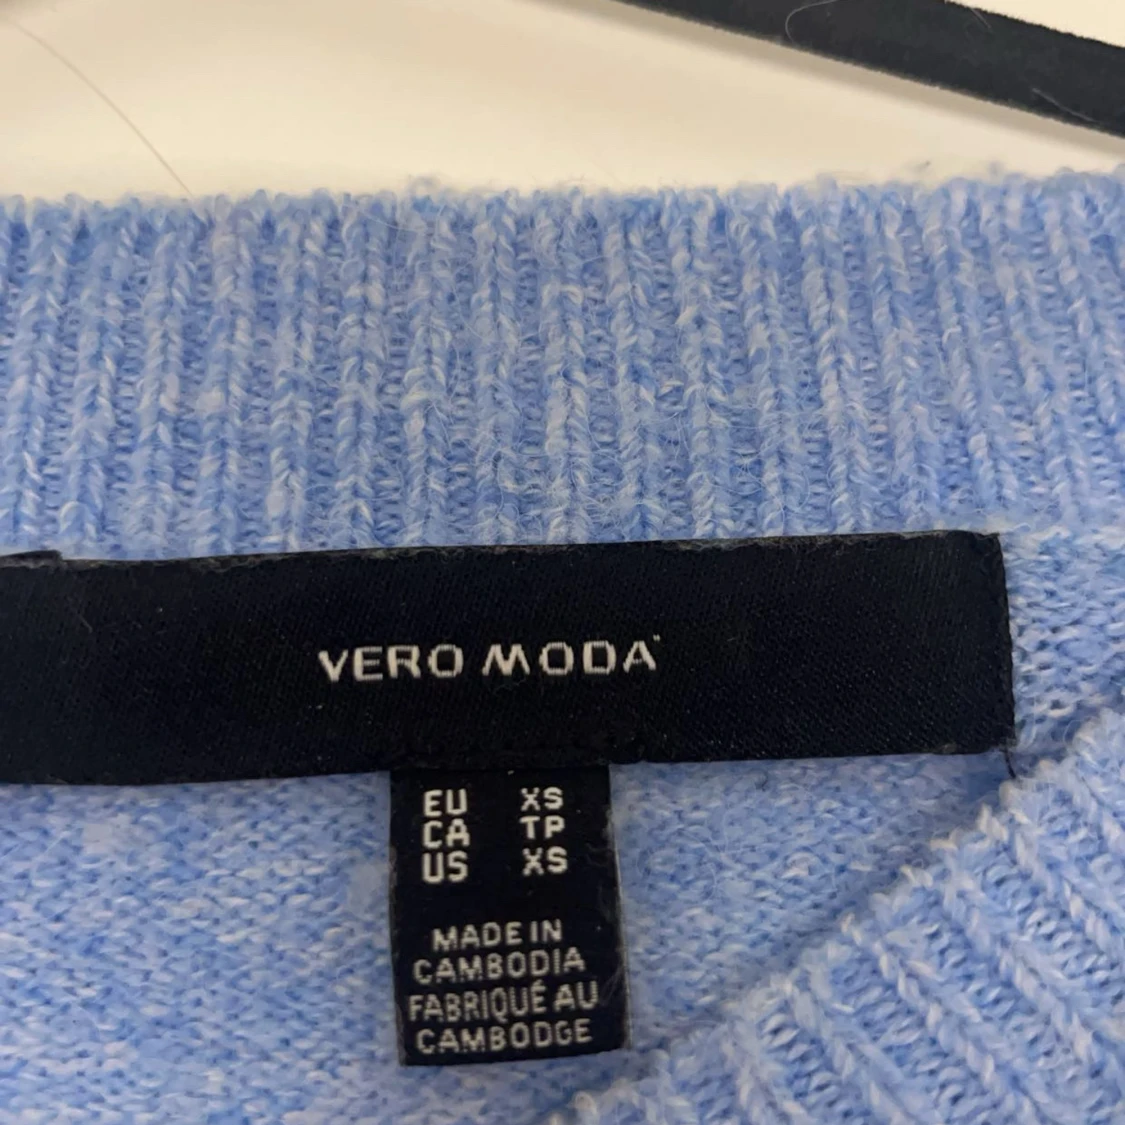 VERO MODA
EU XS
CA TP
US XS
MADE IN
CAMBODIA
FABRIQUÉ AU
CAMBODGE